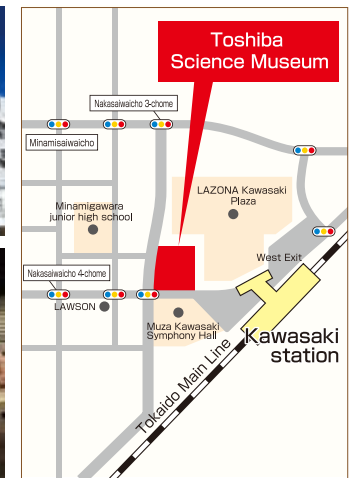 Toshiba
Science Museum
Nakasaiwaicho 3-chome
Minamisaiwaicho
LAZONA Kawasaki
Plaza
Minamigawara
junior high school
West Exit
Nakasaiwaicho 4-chome
LAWSON
Muza Kawasaki
Symphony Hall
Kawasaki
station
Tokaido Main Line